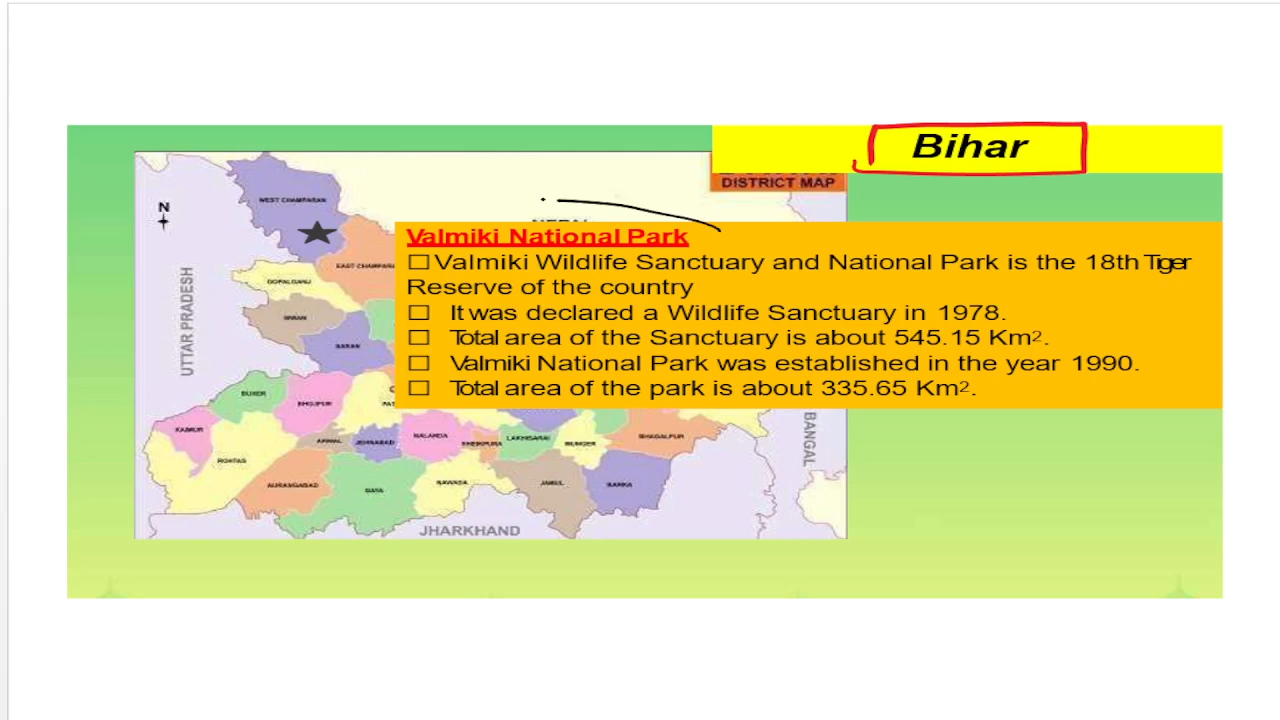 Bihar
DISTRICT MAP
N
WEST CHAMPARAN
Valmiki National Park
☐ Valmiki Wildlife Sanctuary and National Park is the 18th Tiger
Reserve of the country
☐ It was declared a Wildlife Sanctuary in 1978.
☐ Total area of the Sanctuary is about 545.15 Km².
☐ Valmiki National Park was established in the year 1990.
☐ Total area of the park is about 335.65 Km².
UTTAR PRADESH
GOPALGANJ
SIWAN
SARAN
BUXER
BHOJPUR
KAIMUR
ROHTAS
ARWAL
JEHNABAD
NALANDA
SHEIKPURA
LAKHISARAI
MUNGER
BHAGALPUR
AURANGABAD
GAYA
NAWADA
JAMUI
BANKA
BANGAL
JHARKHAND